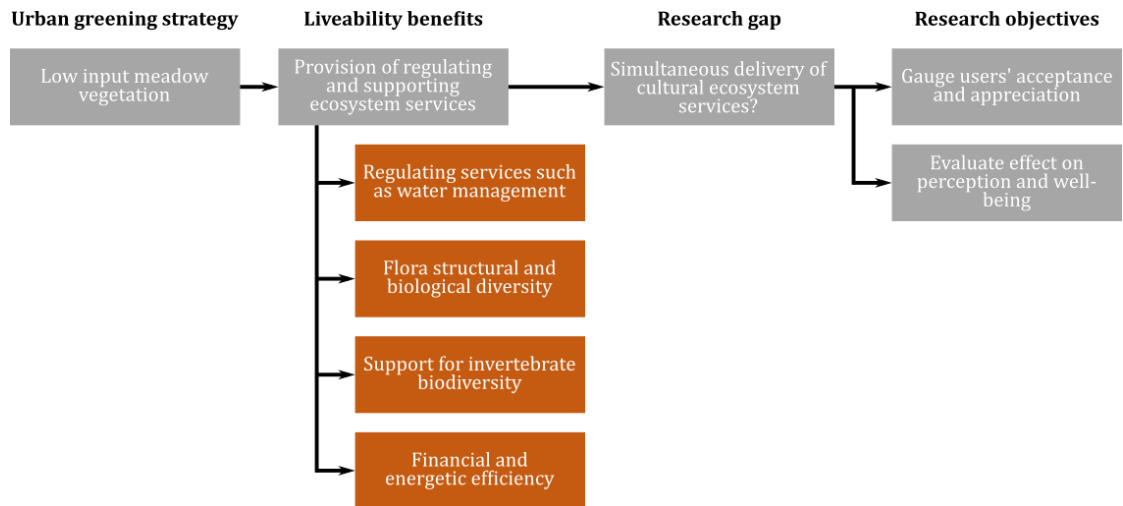 Urban greening strategy
Liveability benefits
Research gap
Research objectives
Low input meadow
vegetation
Provision of regulating
and supporting
ecosystem services
Simultaneous delivery of
cultural ecosystem
services?
Gauge users' acceptance
and appreciation
Evaluate effect on
perception and well-
being
Regulating services such
as water management
Flora structural and
biological diversity
Support for invertebrate
biodiversity
Financial and
energetic efficiency